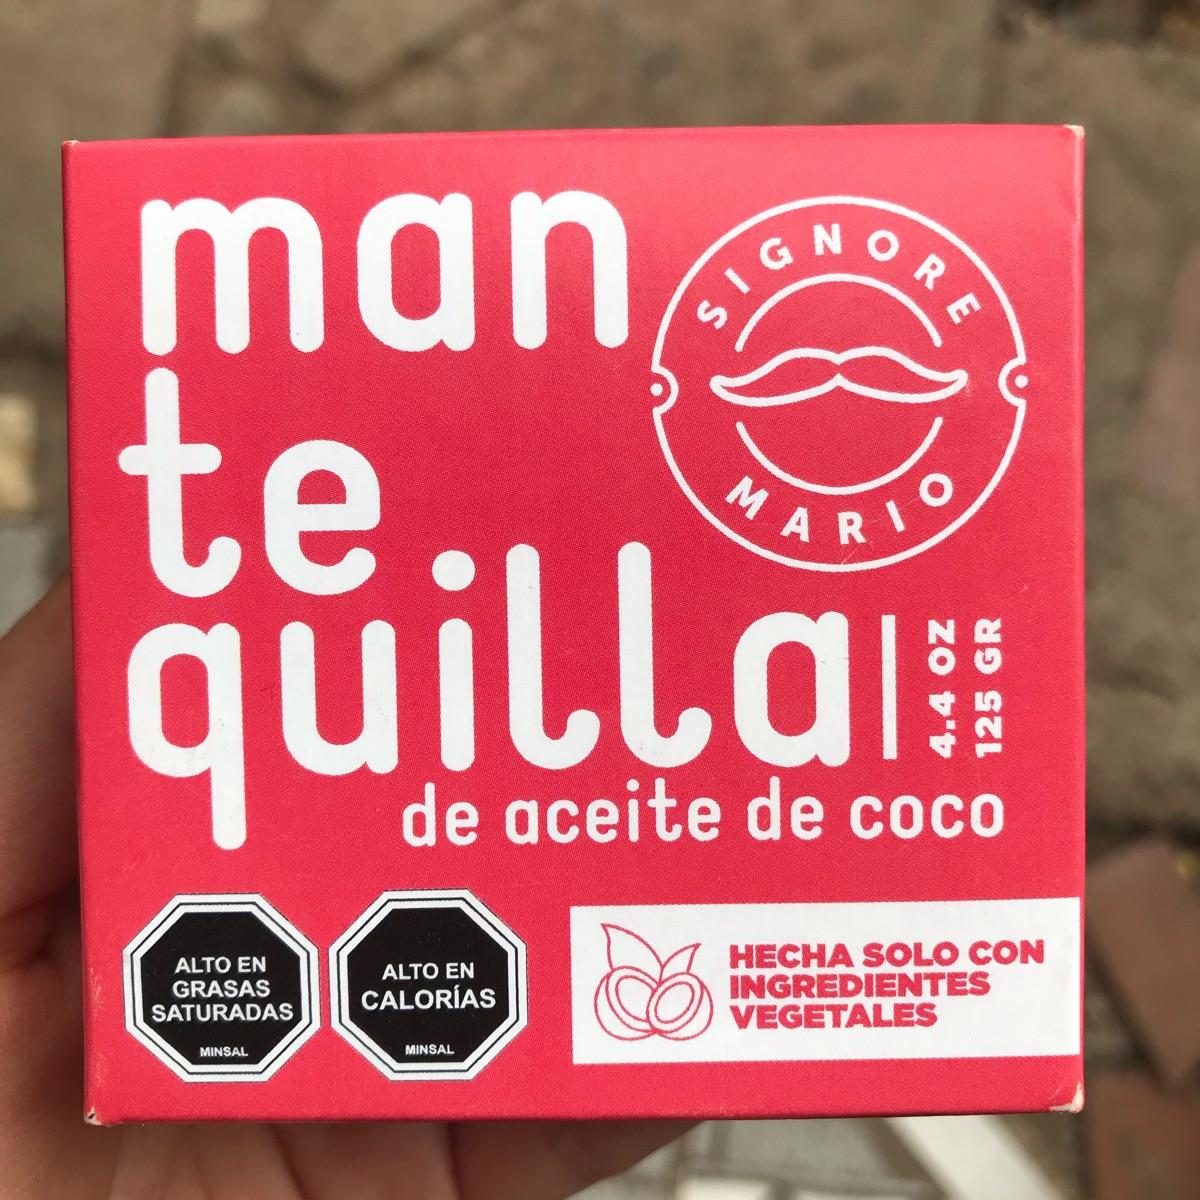 man
te
quilla
de aceite de coco
SIGNORE
MARIO
4.4 OZ
125 GR
ALTO EN
GRASAS
SATURADAS
MINSAL
ALTO EN
CALORÍAS
MINSAL
HECHA SOLO CON
INGREDIENTES
VEGETALES